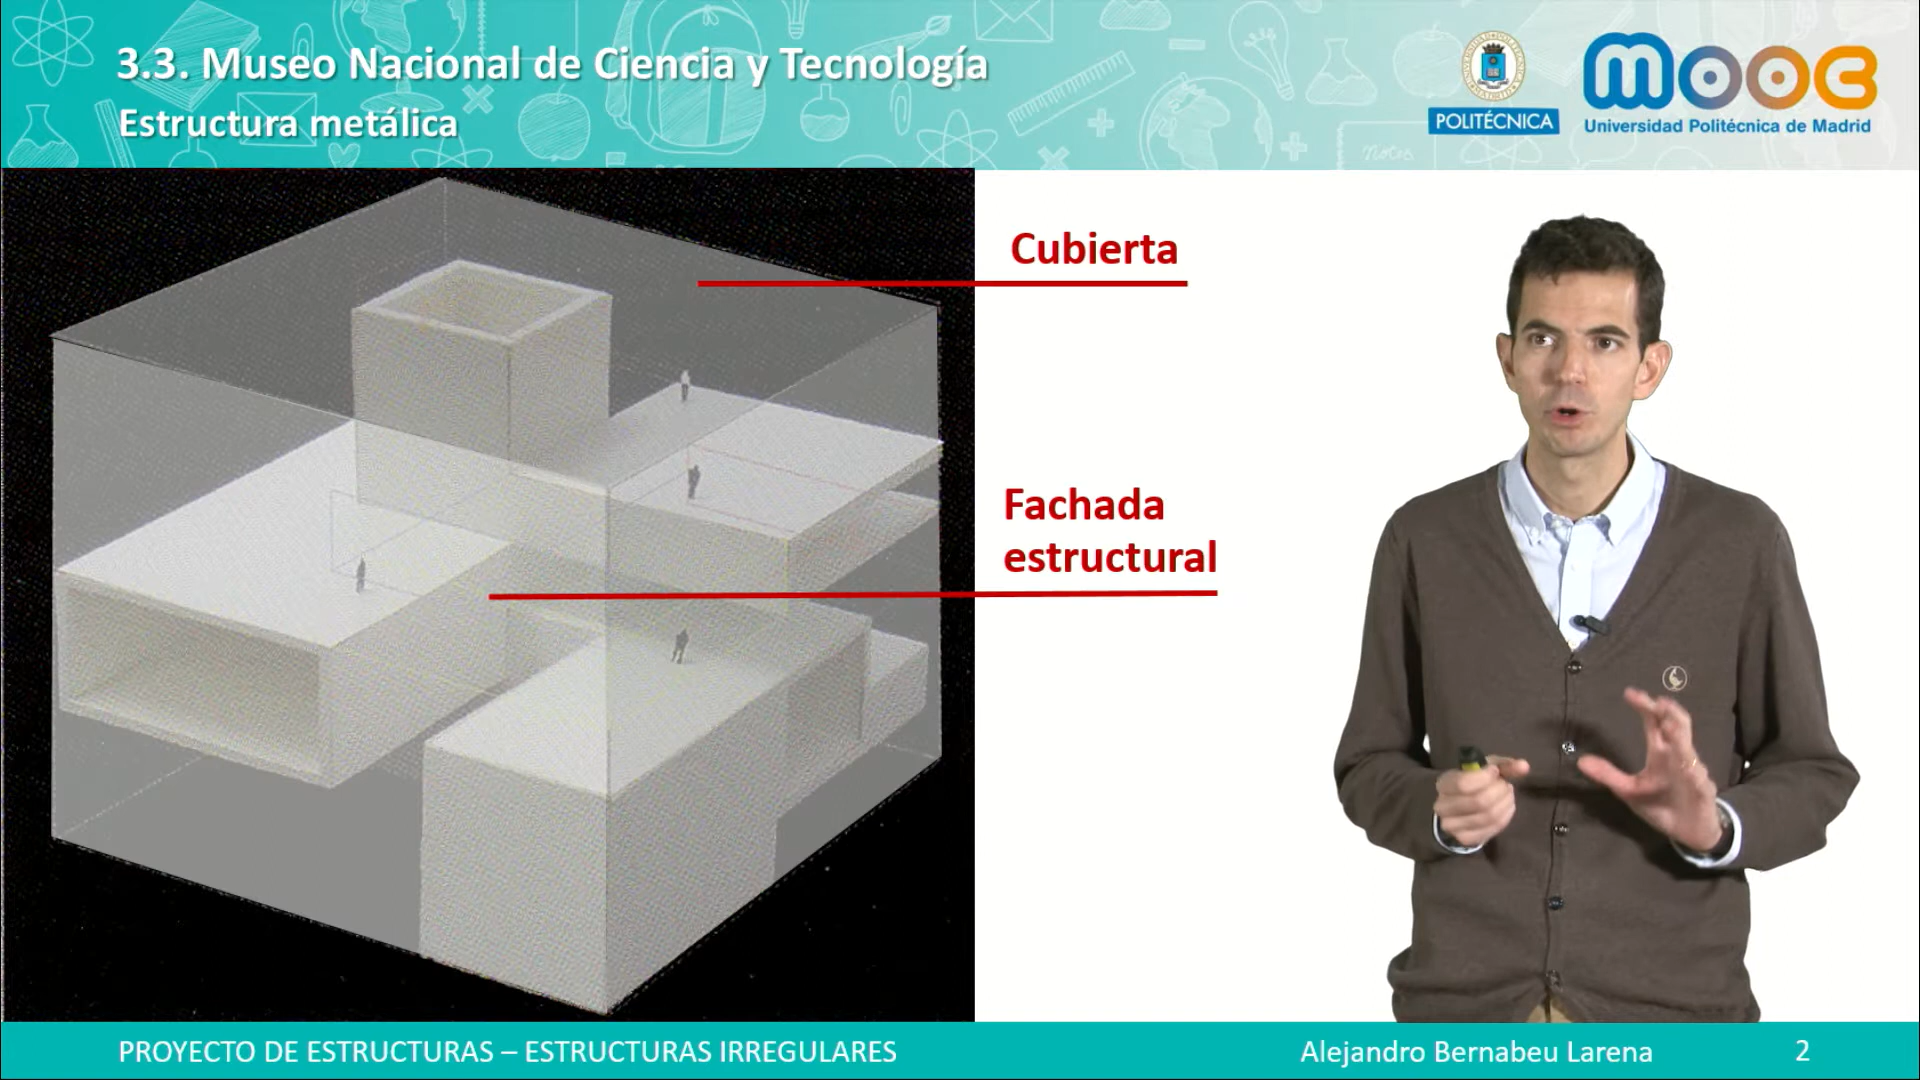 3.3. Museo Nacional de Ciencia y Tecnología
Estructura metálica
POLITÉCNICA
mooc
Universidad Politécnica de Madrid
Notes
Cubierta
Fachada
estructural
PROYECTO DE ESTRUCTURAS – ESTRUCTURAS IRREGULARES
Alejandro Bernabeu Larena
2